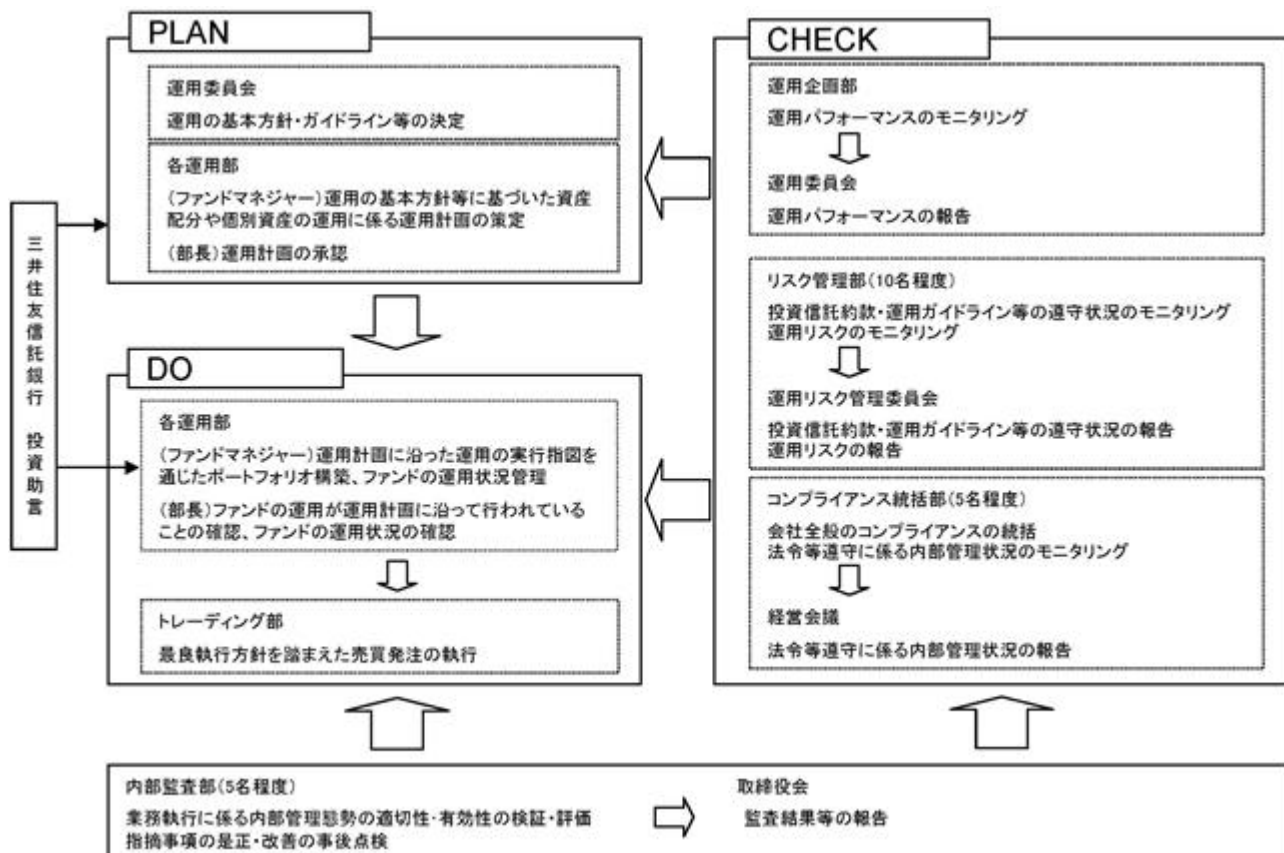 PLAN
運用委員会
運用の基本方針・ガイドライン等の決定
各運用部
(ファンドマネジャー)運用の基本方針等に基づいた資産
配分や個別資産の運用に係る運用計画の策定
(部長)運用計画の承認
三井住友信託銀行 投資助言
DO
各運用部
(ファンドマネジャー)運用計画に沿った運用の実行指図を
通じたポートフォリオ構築、ファンドの運用状況管理
(部長)ファンドの運用が運用計画に沿って行われている
ことの確認、ファンドの運用状況の確認
トレーディング部
最良執行方針を踏まえた売買発注の執行
CHECK
運用企画部
運用パフォーマンスのモニタリング
運用委員会
運用パフォーマンスの報告
リスク管理部(10名程度)
投資信託約款・運用ガイドライン等の遵守状況のモニタリング
運用リスクのモニタリング
運用リスク管理委員会
投資信託約款・運用ガイドライン等の遵守状況の報告
運用リスクの報告
コンプライアンス統括部(5名程度)
会社全般のコンプライアンスの統括
法令等遵守に係る内部管理状況のモニタリング
経営会議
法令等遵守に係る内部管理状況の報告
内部監査部(5名程度)
業務執行に係る内部管理態勢の適切性・有効性の検証・評価
指摘事項の是正・改善の事後点検
取締役会
監査結果等の報告